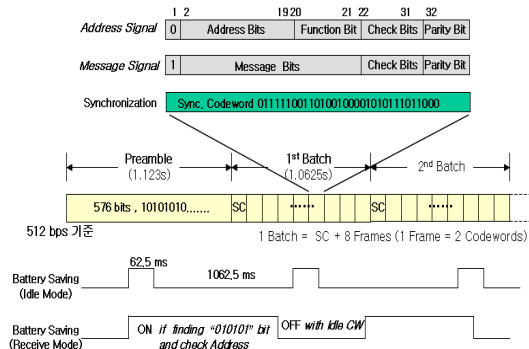 1 2 19 20 21 22 31 32
Address Signal 0 Address Bits Function Bit Check Bits Parity Bit
Message Signal 1 Message Bits Check Bits Parity Bit
Synchronization Sync. Codeword 01111100110100100001010111011000
Preamble
(1.123s)
1st Batch
(1.0625s)
2nd Batch
576 bits , 10101010....... SC ...... SC ......
512 bps 기준
1 Batch = SC + 8 Frames (1 Frame = 2 Codewords)
62.5 ms
1062.5 ms
Battery Saving
(Idle Mode)
Battery Saving
(Receive Mode)
ON if finding "010101" bit
and check Address
OFF with Idle CW